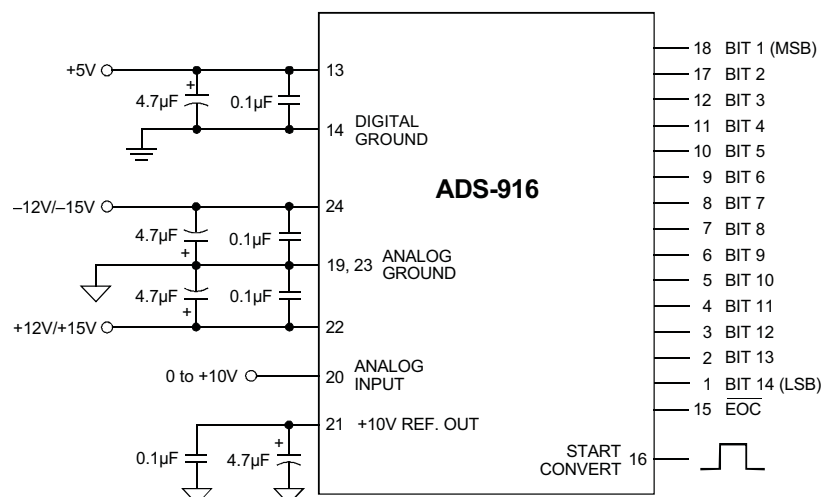 +5V
4.7µF
+
0.1µF
13
14 DIGITAL
GROUND
–12V/–15V
24
4.7µF
+
0.1µF
19, 23 ANALOG
GROUND
4.7µF
+
0.1µF
+12V/+15V
22
0 to +10V
20 ANALOG
INPUT
21 +10V REF. OUT
0.1µF
4.7µF
+
ADS-916
18 BIT 1 (MSB)
17 BIT 2
12 BIT 3
11 BIT 4
10 BIT 5
9 BIT 6
8 BIT 7
7 BIT 8
6 BIT 9
5 BIT 10
4 BIT 11
3 BIT 12
2 BIT 13
1 BIT 14 (LSB)
15 EOC
START
CONVERT 16